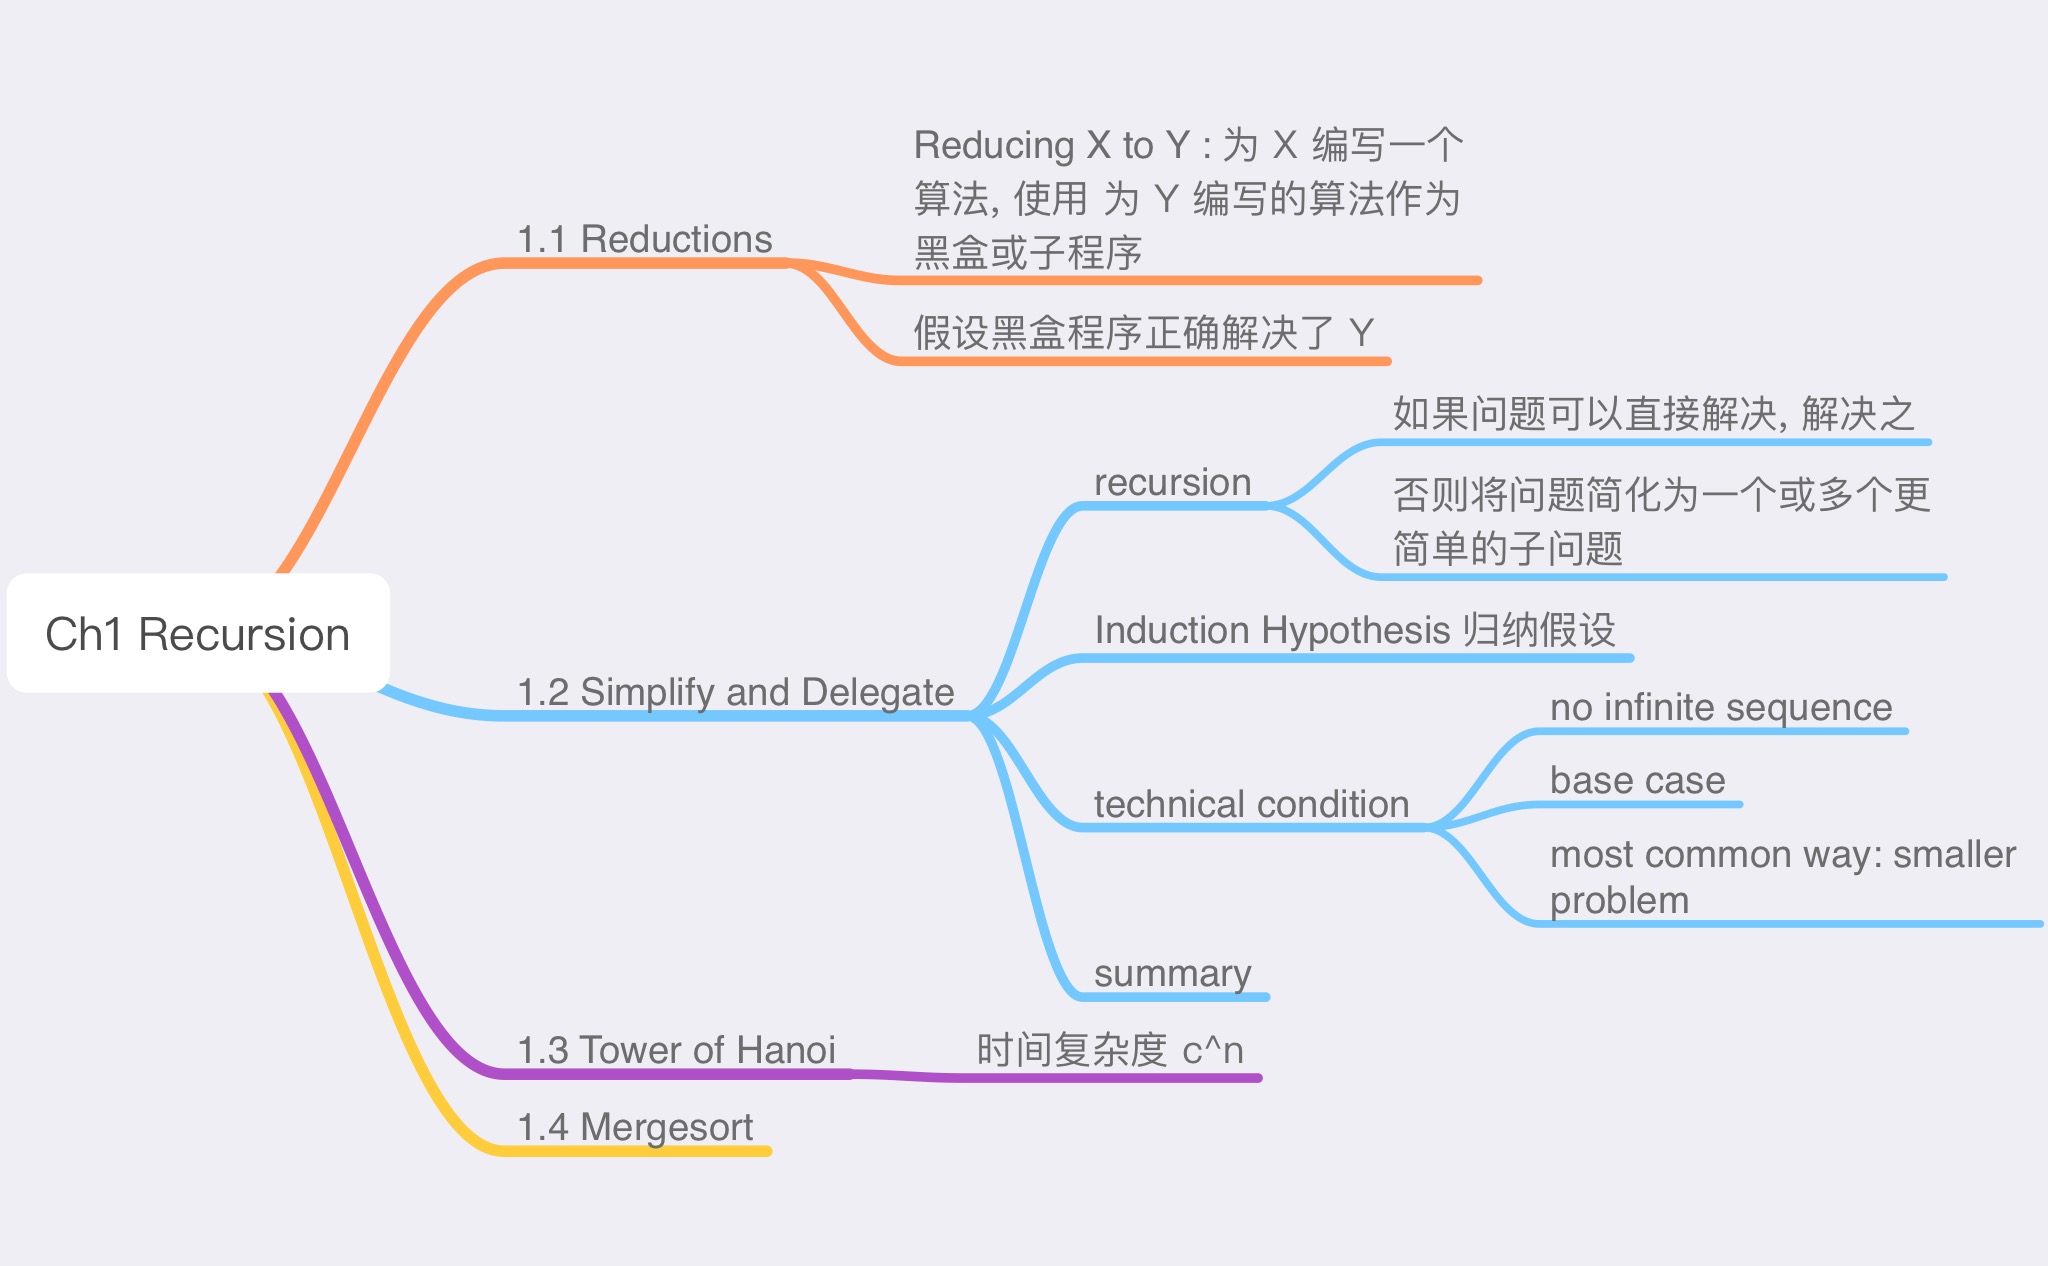 Ch1 Recursion
1.1 Reductions
Reducing X to Y : 为 X 编写一个
算法, 使用 为 Y 编写的算法作为
黑盒或子程序
假设黑盒程序正确解决了 Y
1.2 Simplify and Delegate
recursion
如果问题可以直接解决, 解决之
否则将问题简化为一个或多个更
简单的子问题
Induction Hypothesis 归纳假设
technical condition
no infinite sequence
base case
most common way: smaller
problem
summary
1.3 Tower of Hanoi
时间复杂度 c^n
1.4 Mergesort